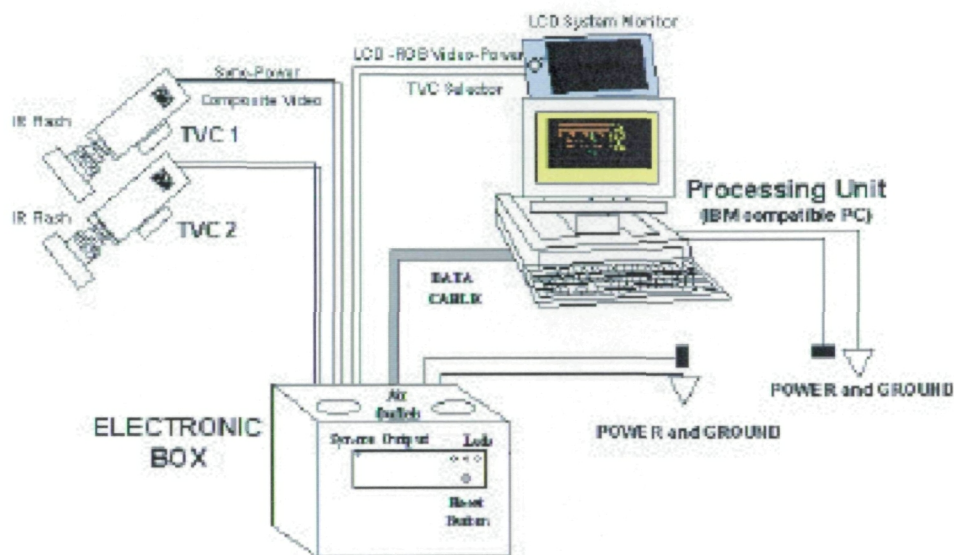 LCD System Monitor
LCD -RGB Video-Power
TVC Selector
Sync-Power
Composite Video
IR Flash
TVC 1
IR Flash
TVC 2
Processing Unit
(IBM compatible PC)
DATA
CABLE
POWER and GROUND
POWER and GROUND
ELECTRONIC
BOX
Air
System Output
Leds
Reset
Button